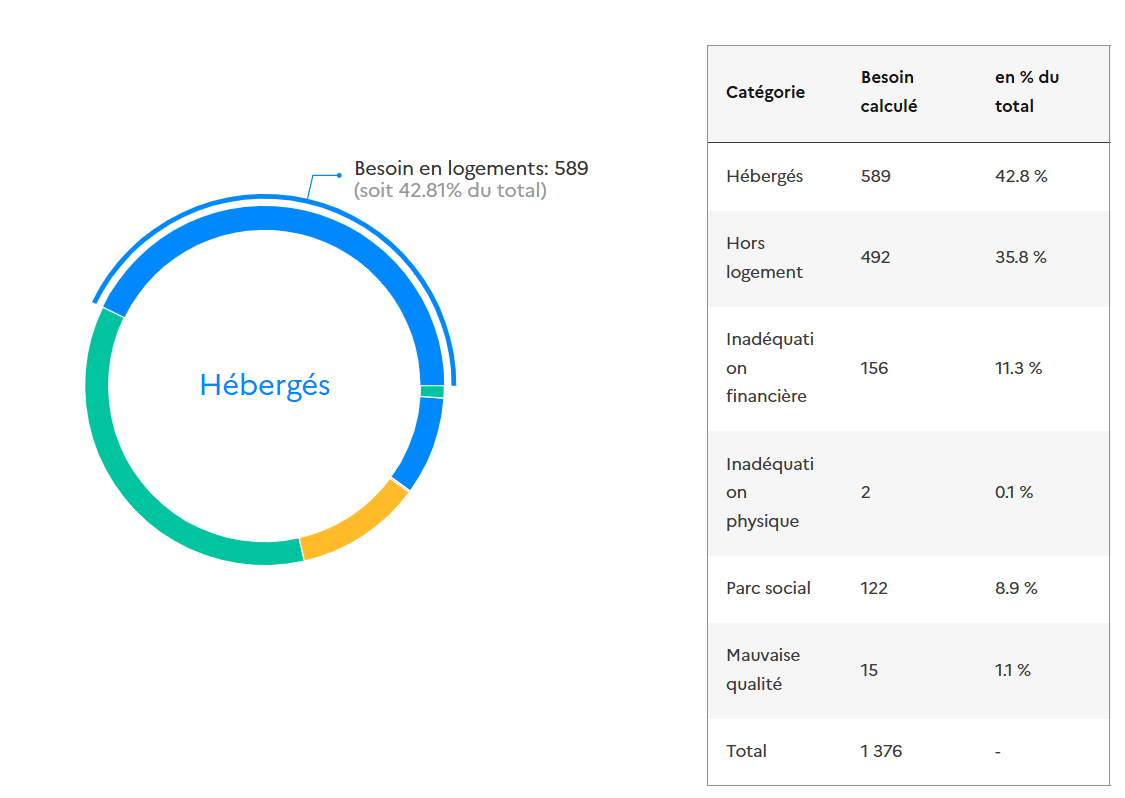 Besoin en logements: 589
(soit 42.81% du total)
Hébergés
Catégorie Besoin calculé en % du total
Hébergés 589 42.8 %
Hors logement 492 35.8 %
Inadéquati on financière 156 11.3 %
Inadéquati on physique 2 0.1 %
Parc social 122 8.9 %
Mauvaise qualité 15 1.1 %
Total 1 376 -